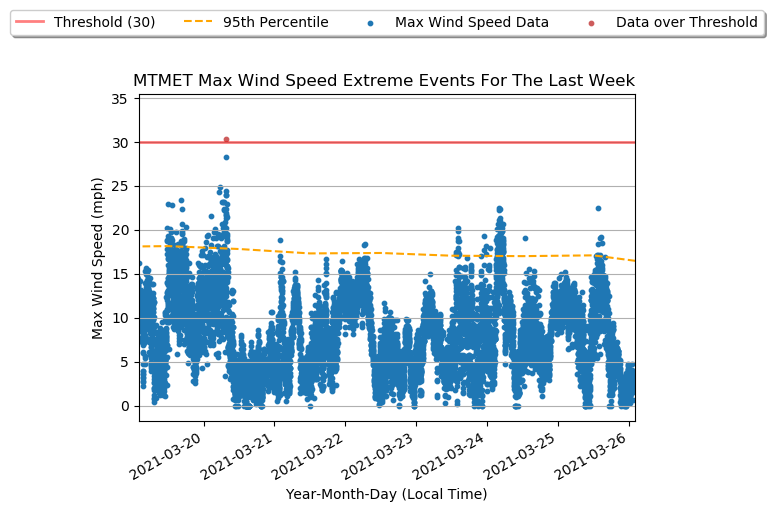 Threshold (30) 95th Percentile Max Wind Speed Data Data over Threshold
MTMET Max Wind Speed Extreme Events For The Last Week
Max Wind Speed (mph)
35
30
25
20
15
10
5
0
2021-03-20 2021-03-21 2021-03-22 2021-03-23 2021-03-24 2021-03-25 2021-03-26
Year-Month-Day (Local Time)